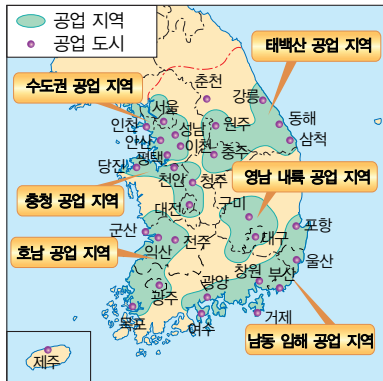 공업 지역
공업 도시
태백산 공업 지역
수도권 공업 지역
춘천
강릉
서울
인천
성남
원주
동해
안산
이천
삼척
평택
충주
당진
천안
청주
영남 내륙 공업 지역
충청 공업 지역
대전
구미
군산
포항
호남 공업 지역
익산
전주
대구
울산
광양
창원
부산
광주
목포
여수
거제
남동 임해 공업 지역
제주